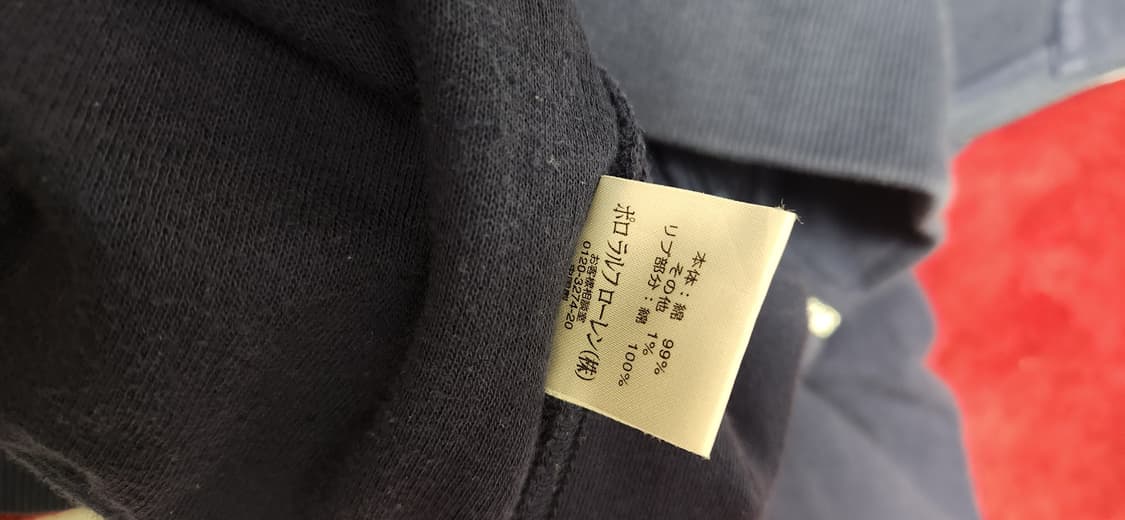 本体：綿 99%
その他 1%
リブ部分：綿 100%
ポロ ラルフ ローレン(株)
お客様相談室
0120-3274-20